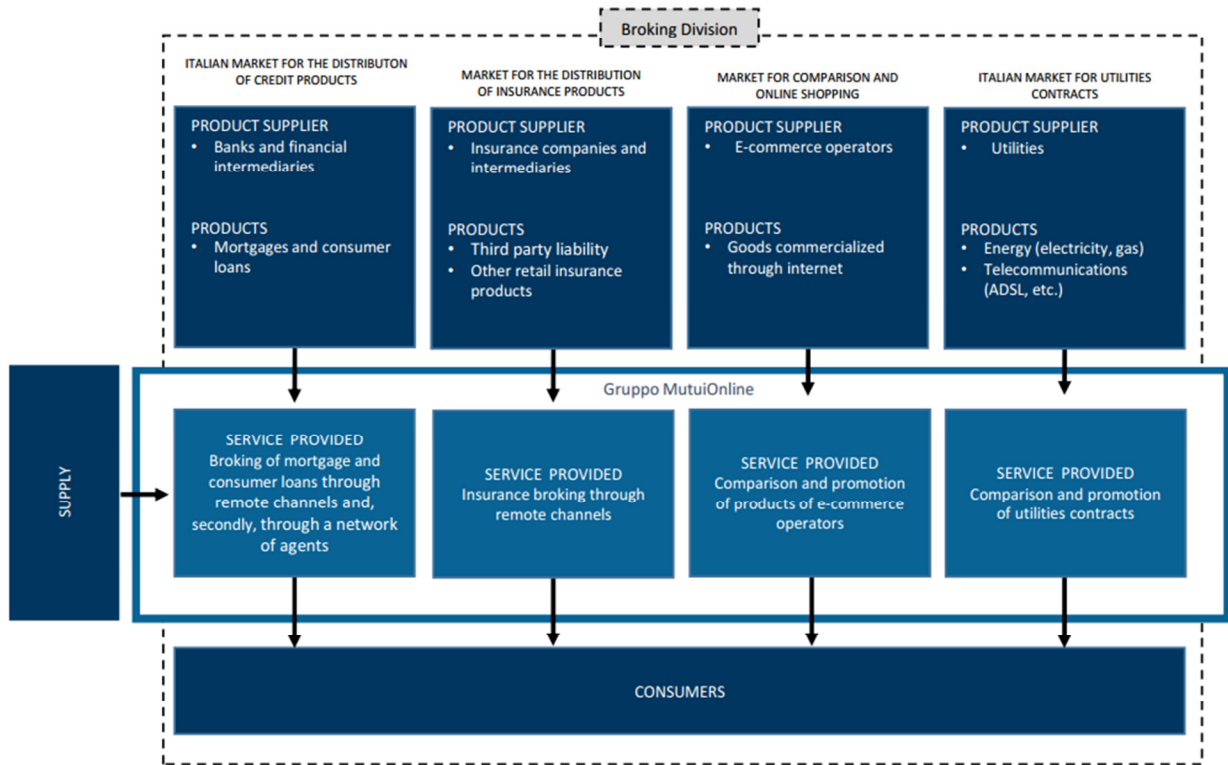 Broking Division
ITALIAN MARKET FOR THE DISTRIBUTON
OF CREDIT PRODUCTS
PRODUCT SUPPLIER
• Banks and financial
intermediaries
PRODUCTS
• Mortgages and consumer
loans
MARKET FOR THE DISTRIBUTION
OF INSURANCE PRODUCTS
PRODUCT SUPPLIER
• Insurance companies and
intermediaries
PRODUCTS
• Third party liability
• Other retail insurance
products
MARKET FOR COMPARISON AND
ONLINE SHOPPING
PRODUCT SUPPLIER
• E-commerce operators
PRODUCTS
• Goods commercialized
through internet
ITALIAN MARKET FOR UTILITIES
CONTRACTS
PRODUCT SUPPLIER
• Utilities
PRODUCTS
• Energy (electricity, gas)
• Telecommunications
(ADSL, etc.)
SUPPLY
Gruppo MutuiOnline
SERVICE PROVIDED
Broking of mortgage and
consumer loans through
remote channels and,
secondly, through a network
of agents
SERVICE PROVIDED
Insurance broking through
remote channels
SERVICE PROVIDED
Comparison and promotion
of products of e-commerce
operators
SERVICE PROVIDED
Comparison and promotion
of utilities contracts
CONSUMERS